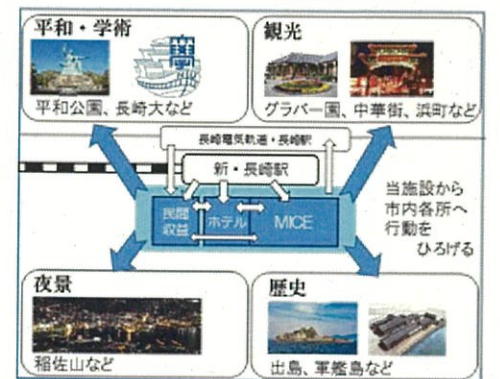 平和・学術
平和公園、長崎大など
観光
グラバー園、中華街、浜町など
長崎電気軌道・長崎駅
新・長崎駅
民間
収益
ホテル
MICE
当施設から
市内各所へ
行動を
ひろげる
夜景
稲佐山など
歴史
出島、軍艦島など